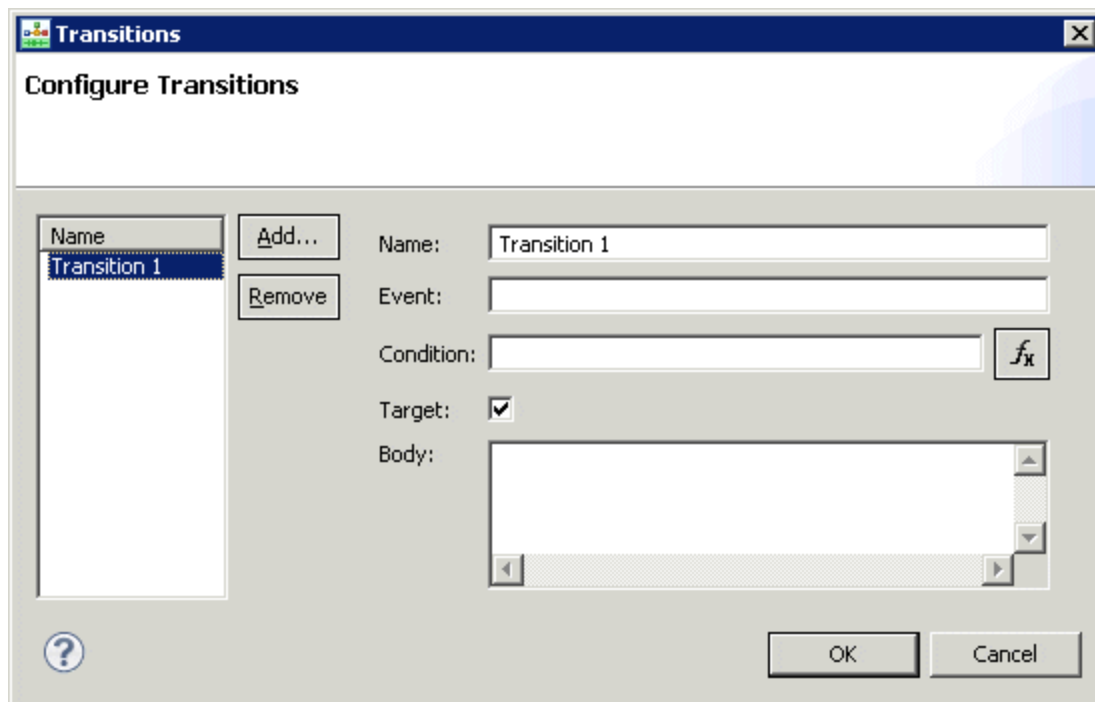 Transitions
Configure Transitions
Name
Transition 1
Add...
Remove
Name:
Transition 1
Event:
Condition:
fx
Target:
Body:
?
OK
Cancel